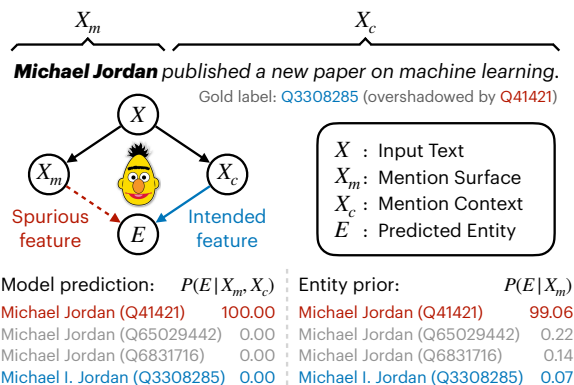 X_m X_c
Michael Jordan published a new paper on machine learning.
Gold label: Q3308285 (overshadowed by Q41421)
X
X_m X_c
Spurious feature
Intended feature
E
X : Input Text
X_m : Mention Surface
X_c : Mention Context
E : Predicted Entity
Model prediction: P(E|X_m, X_c)
Michael Jordan (Q41421) 100.00
Michael Jordan (Q65029442) 0.00
Michael Jordan (Q6831716) 0.00
Michael I. Jordan (Q3308285) 0.00
Entity prior: P(E|X_m)
Michael Jordan (Q41421) 99.06
Michael Jordan (Q65029442) 0.22
Michael Jordan (Q6831716) 0.14
Michael I. Jordan (Q3308285) 0.07